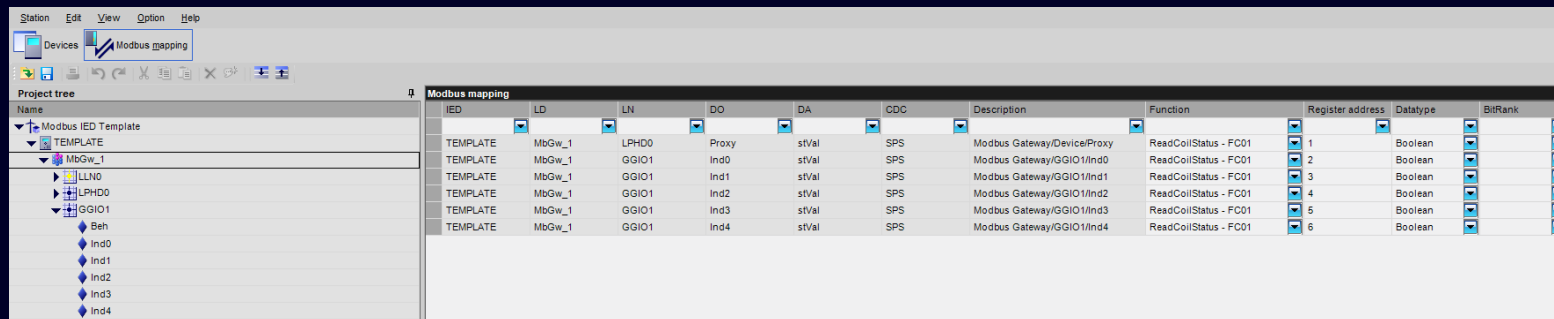 Station Edit View Option Help
Devices Modbus mapping
Project tree
Name
Modbus IED Template
TEMPLATE
MbGw_1
LLN0
LPHD0
GGIO1
Beh
Ind0
Ind1
Ind2
Ind3
Ind4
Modbus mapping
IED LD LN DO DA CDC Description Function Register address Datatype BitRank
TEMPLATE MbGw_1 LPHD0 Proxy stVal SPS Modbus Gateway/Device/Proxy ReadCoilStatus - FC01 1 Boolean
TEMPLATE MbGw_1 GGIO1 Ind0 stVal SPS Modbus Gateway/GGIO1/Ind0 ReadCoilStatus - FC01 2 Boolean
TEMPLATE MbGw_1 GGIO1 Ind1 stVal SPS Modbus Gateway/GGIO1/Ind1 ReadCoilStatus - FC01 3 Boolean
TEMPLATE MbGw_1 GGIO1 Ind2 stVal SPS Modbus Gateway/GGIO1/Ind2 ReadCoilStatus - FC01 4 Boolean
TEMPLATE MbGw_1 GGIO1 Ind3 stVal SPS Modbus Gateway/GGIO1/Ind3 ReadCoilStatus - FC01 5 Boolean
TEMPLATE MbGw_1 GGIO1 Ind4 stVal SPS Modbus Gateway/GGIO1/Ind4 ReadCoilStatus - FC01 6 Boolean